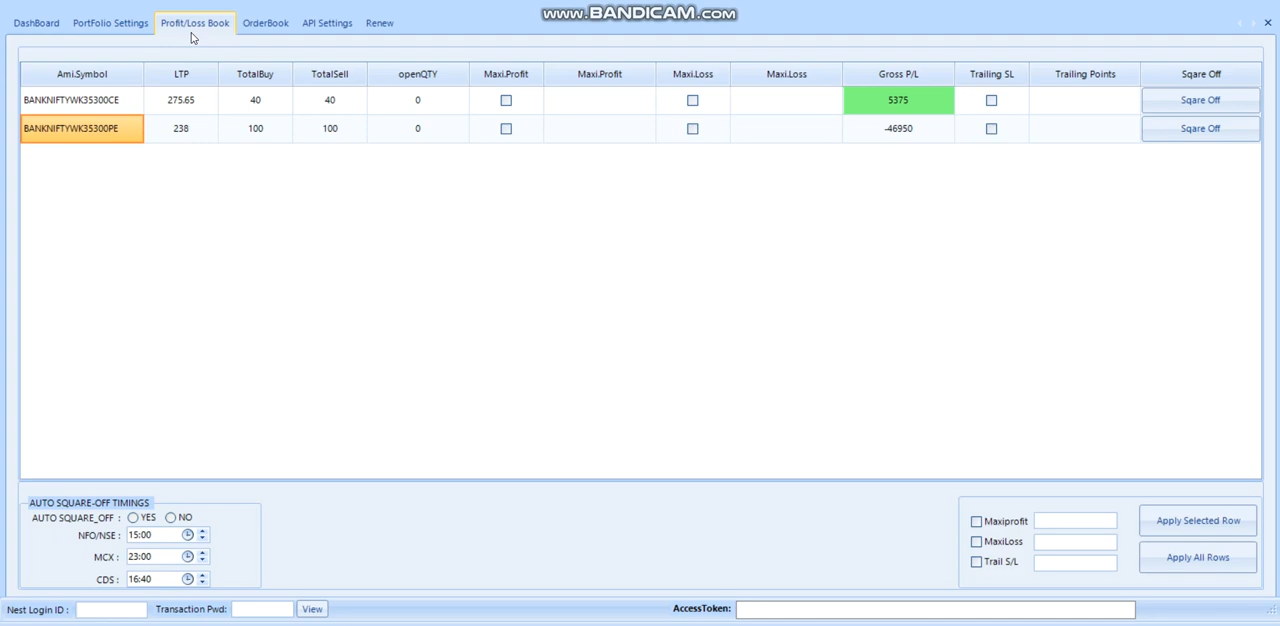 www.BANDICAM.com
DashBoard PortFolio Settings Profit/Loss Book OrderBook API Settings Renew
Ami.Symbol LTP TotalBuy TotalSell openQTY Maxi.Profit Maxi.Profit Maxi.Loss Maxi.Loss Gross P/L Trailing SL Trailing Points Sqare Off
BANKNIFTYWK35300CE 275.65 40 40 0 5375 Sqare Off
BANKNIFTYWK35300PE 238 100 100 0 -46950 Sqare Off
AUTO SQUARE-OFF TIMINGS
AUTO SQUARE_OFF : YES NO
NFO/NSE : 15:00
MCX : 23:00
CDS : 16:40
Maxiprofit
MaxiLoss
Trail S/L
Apply Selected Row
Apply All Rows
Nest Login ID : Transaction Pwd: View AccessToken: